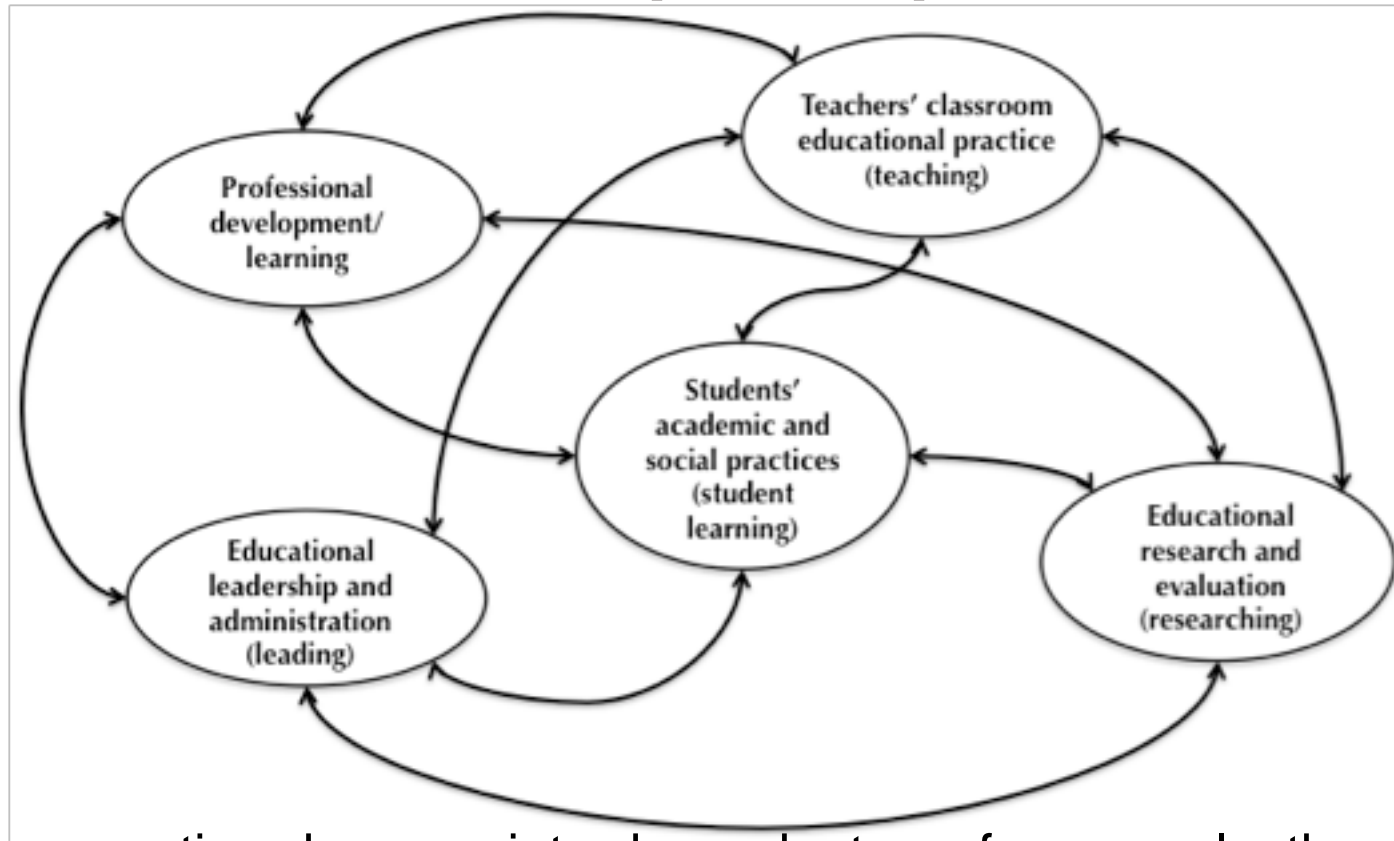 Teachers’ classroom
educational practice
(teaching)
Professional
development/
learning
Students’
academic and
social practices
(student
learning)
Educational
leadership and
administration
(leading)
Educational
research and
evaluation
(researching)